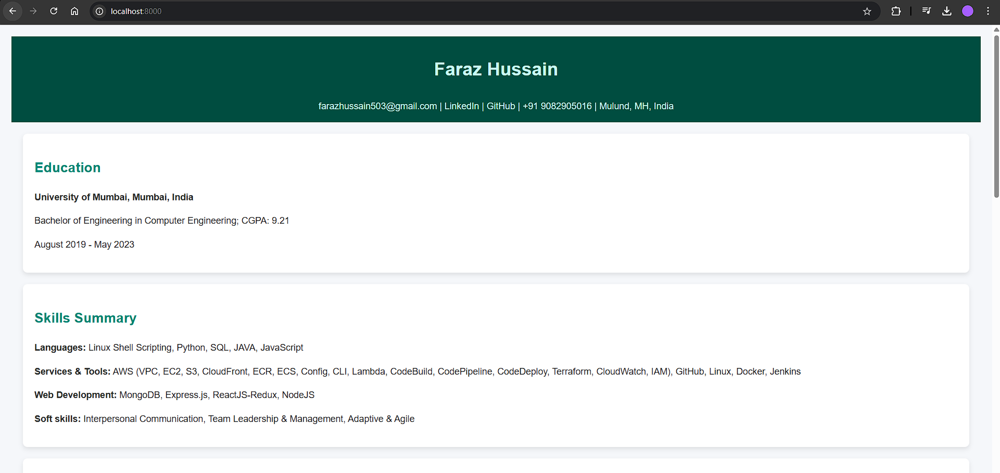 localhost:8000
Faraz Hussain
farazhussain503@gmail.com | LinkedIn | GitHub | +91 9082905016 | Mulund, MH, India
Education
University of Mumbai, Mumbai, India
Bachelor of Engineering in Computer Engineering; CGPA: 9.21
August 2019 - May 2023
Skills Summary
Languages: Linux Shell Scripting, Python, SQL, JAVA, JavaScript
Services & Tools: AWS (VPC, EC2, S3, CloudFront, ECR, ECS, Config, CLI, Lambda, CodeBuild, CodePipeline, CodeDeploy, Terraform, CloudWatch, IAM), GitHub, Linux, Docker, Jenkins
Web Development: MongoDB, Express.js, ReactJS-Redux, NodeJS
Soft skills: Interpersonal Communication, Team Leadership & Management, Adaptive & Agile